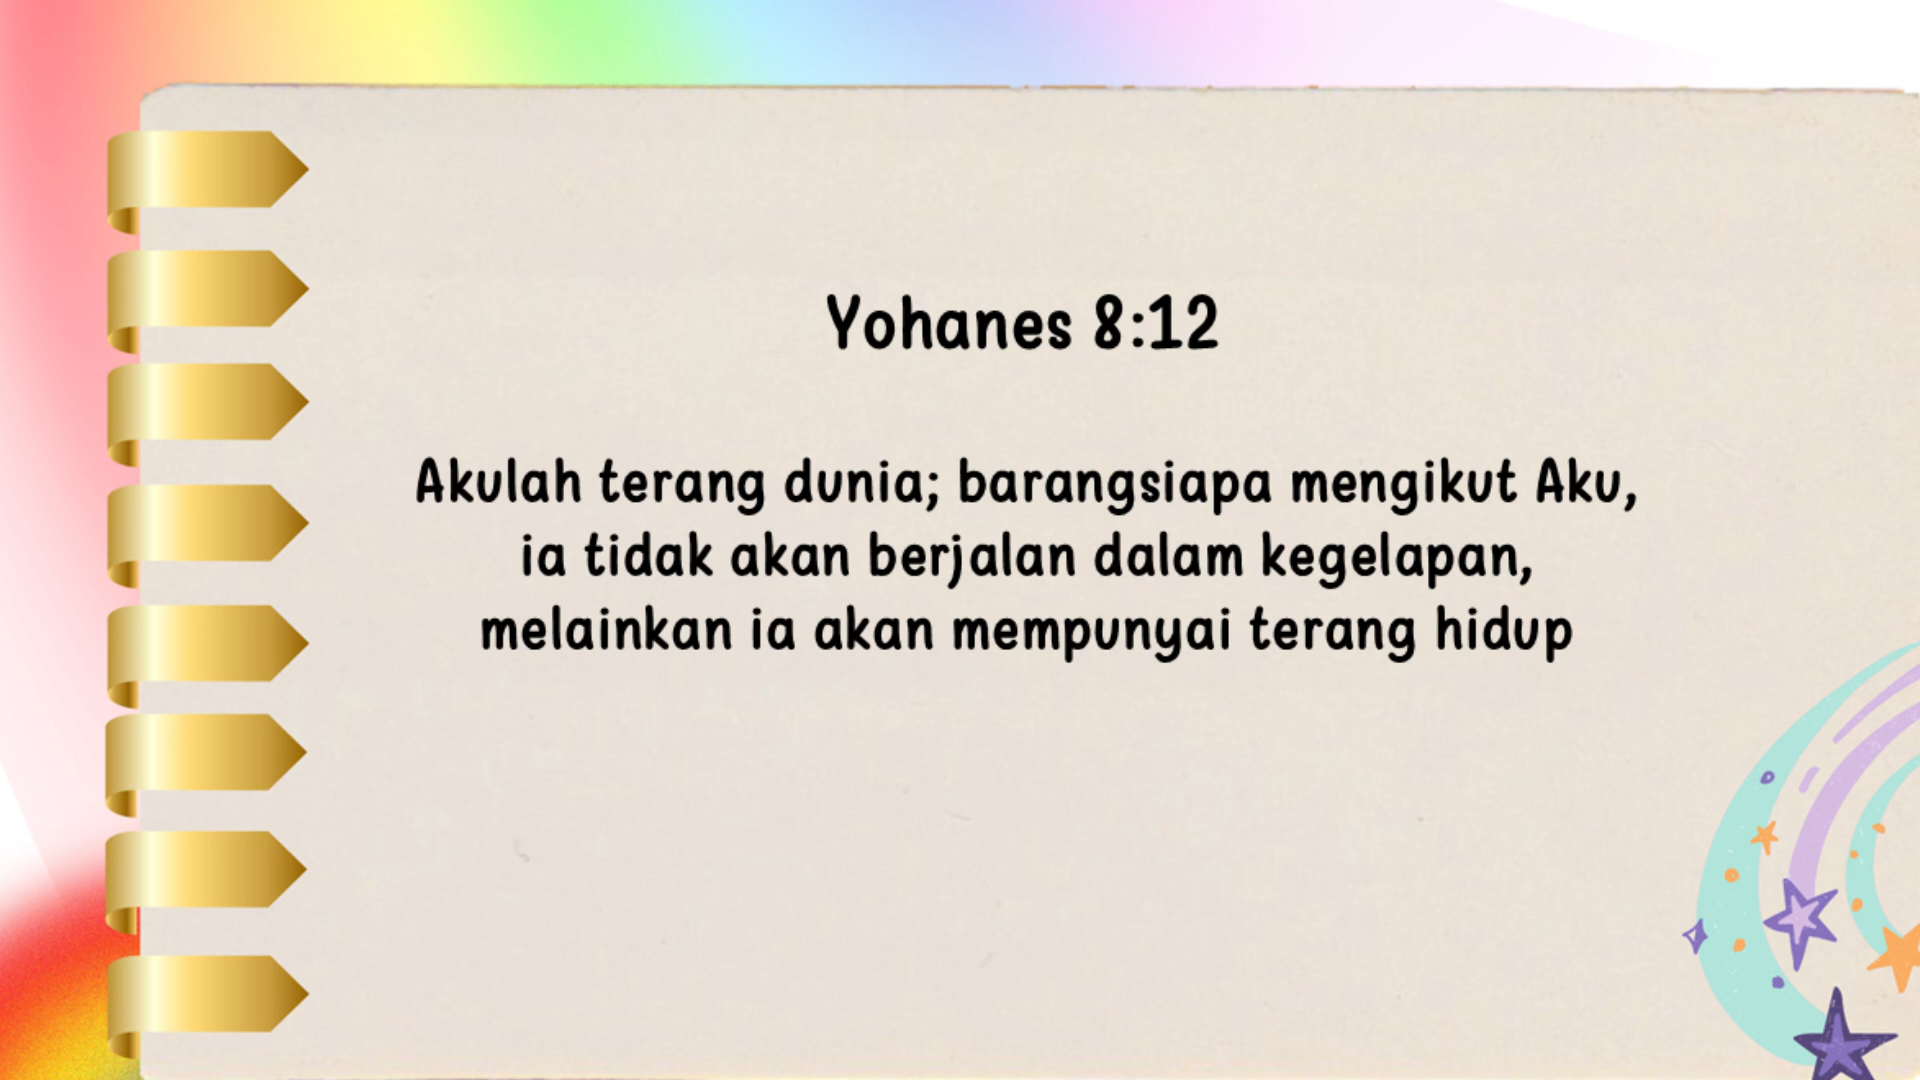 Yohanes 8:12
Akulah terang dunia; barangsiapa mengikut Aku,
ia tidak akan berjalan dalam kegelapan,
melainkan ia akan mempunyai terang hidup